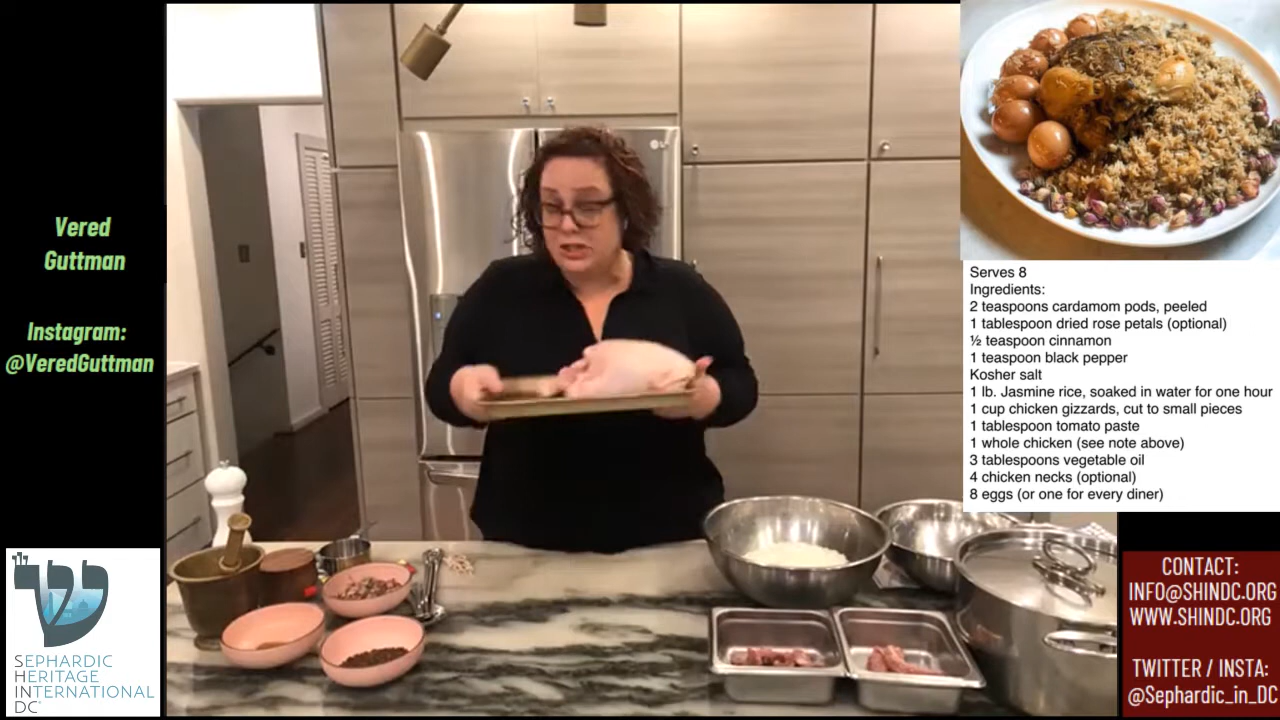 Vered
Guttman
Instagram:
@VeredGuttman
SEPHARDIC
HERITAGE
INTERNATIONAL
DC
LG
Serves 8
Ingredients:
2 teaspoons cardamom pods, peeled
1 tablespoon dried rose petals (optional)
½ teaspoon cinnamon
1 teaspoon black pepper
Kosher salt
1 lb. Jasmine rice, soaked in water for one hour
1 cup chicken gizzards, cut to small pieces
1 tablespoon tomato paste
1 whole chicken (see note above)
3 tablespoons vegetable oil
4 chicken necks (optional)
8 eggs (or one for every diner)
CONTACT:
INFO@SHINDC.ORG
WWW.SHINDC.ORG
TWITTER / INSTA:
@Sephardic_in_DC